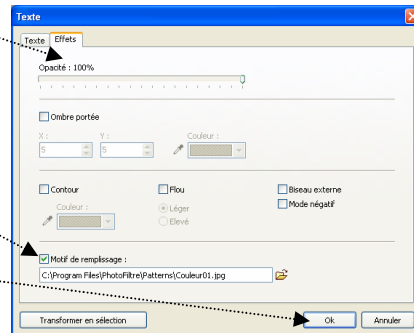 Texte
Texte Effets
Opacité : 100%
Ombre portée
X : Y : Couleur :
5 5
Contour Flou Biseau externe
Couleur : Léger Mode négatif
Elevé
Motif de remplissage :
C:\Program Files\PhotoFiltre\Patterns\Couleur01.jpg
Transformer en sélection Ok Annuler